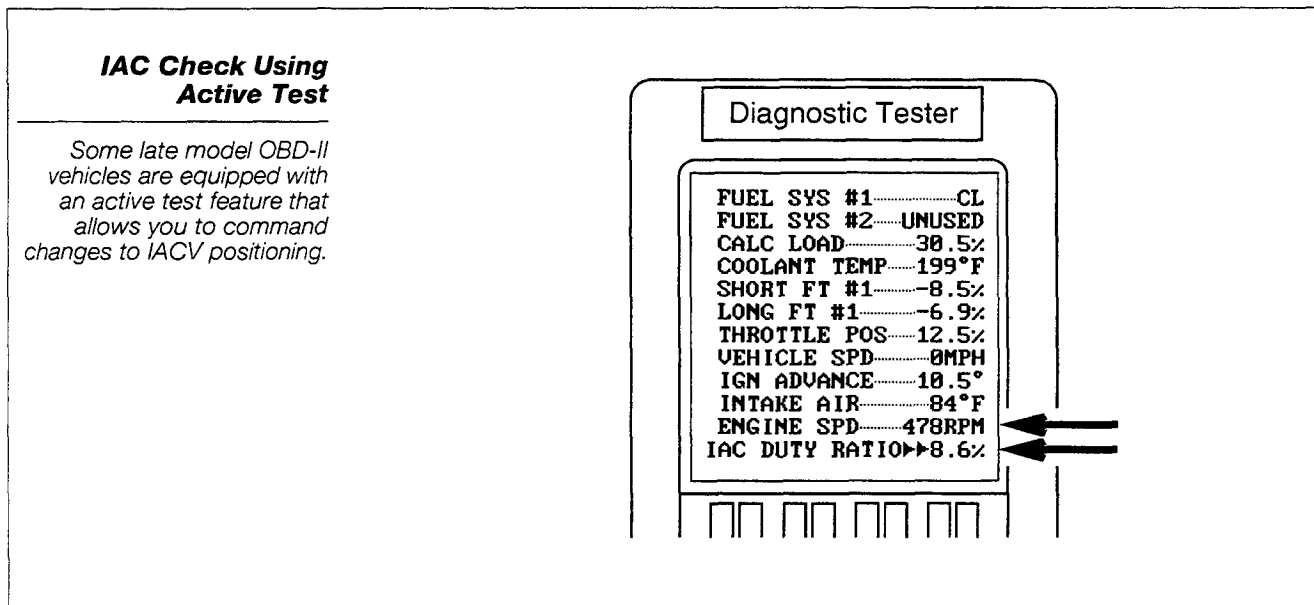 IAC Check Using
Active Test
Some late model OBD-II
vehicles are equipped with
an active test feature that
allows you to command
changes to IACV positioning.
Diagnostic Tester
FUEL SYS #1 CL
FUEL SYS #2 UNUSED
CALC LOAD 30.5%
COOLANT TEMP 199°F
SHORT FT #1 -8.5%
LONG FT #1 -6.9%
THROTTLE POS 12.5%
VEHICLE SPD 0MPH
IGN ADVANCE 10.5°
INTAKE AIR 84°F
ENGINE SPD 478RPM
IAC DUTY RATIO▶▶8.6%